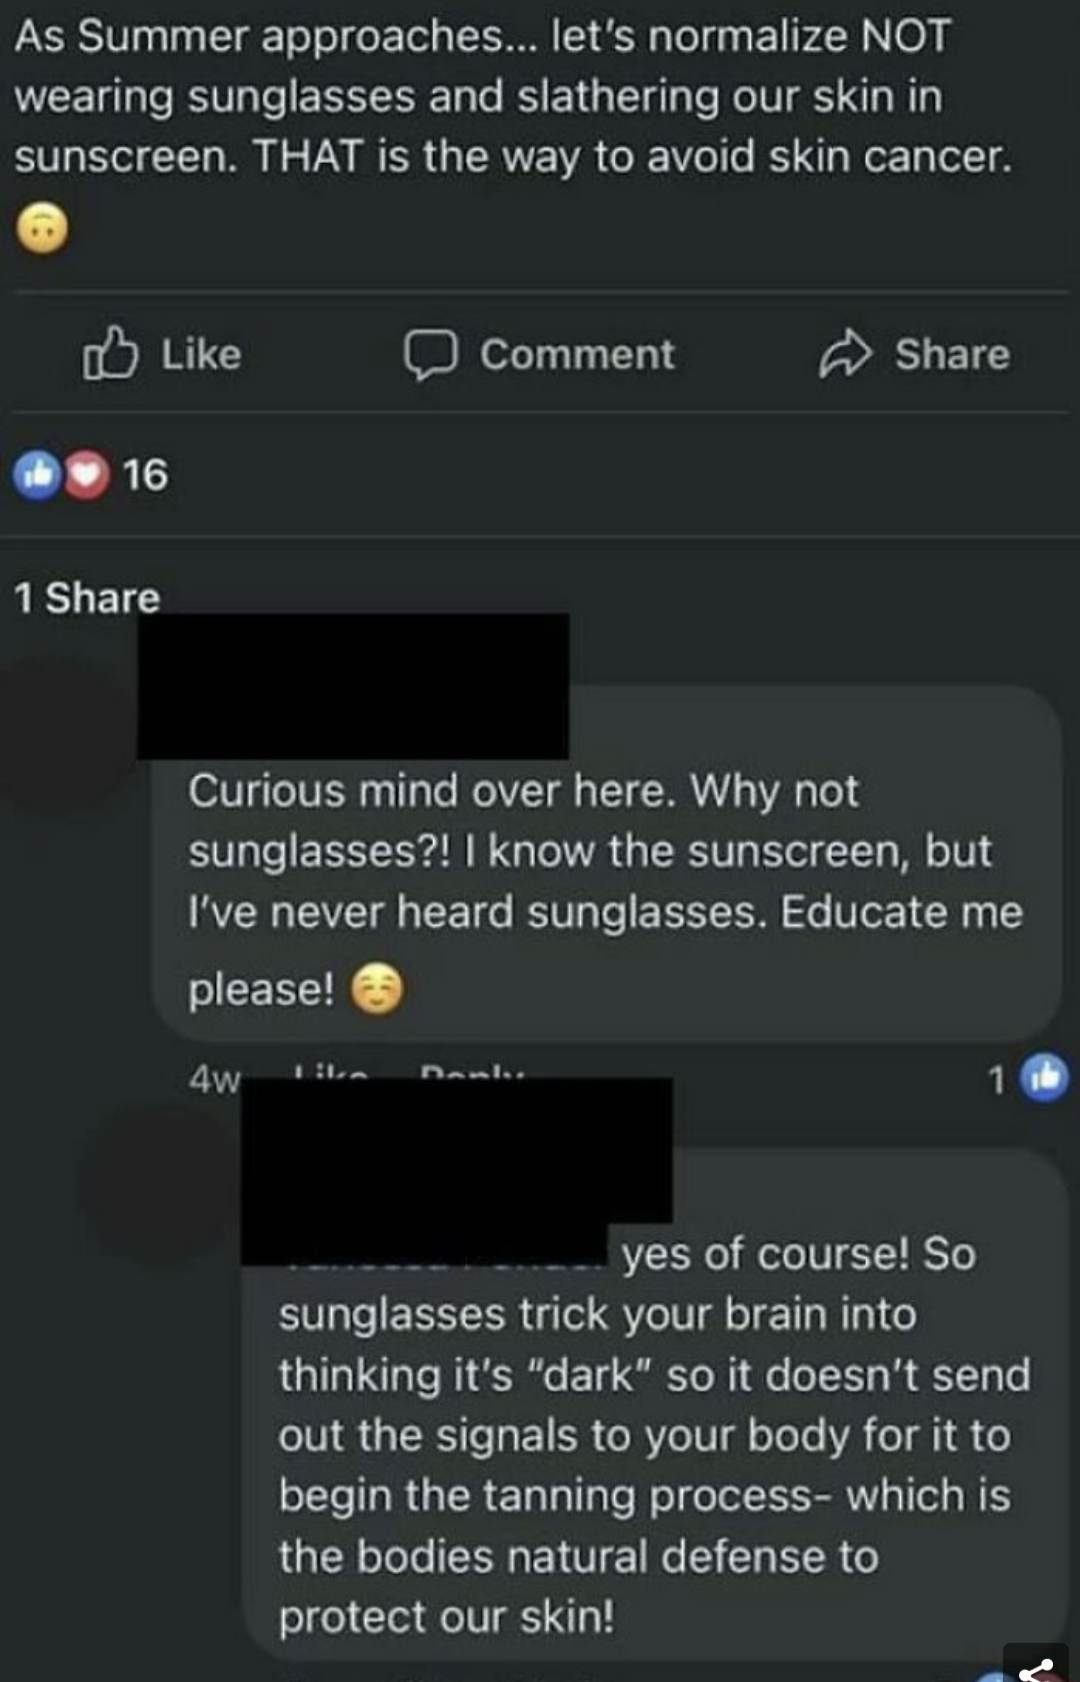 As Summer approaches... let's normalize NOT
wearing sunglasses and slathering our skin in
sunscreen. THAT is the way to avoid skin cancer.
🙃
Like Comment Share
16
1 Share
Curious mind over here. Why not
sunglasses?! I know the sunscreen, but
I've never heard sunglasses. Educate me
please! ☺️
4w Like Reply 1
yes of course! So
sunglasses trick your brain into
thinking it's "dark" so it doesn't send
out the signals to your body for it to
begin the tanning process- which is
the bodies natural defense to
protect our skin!